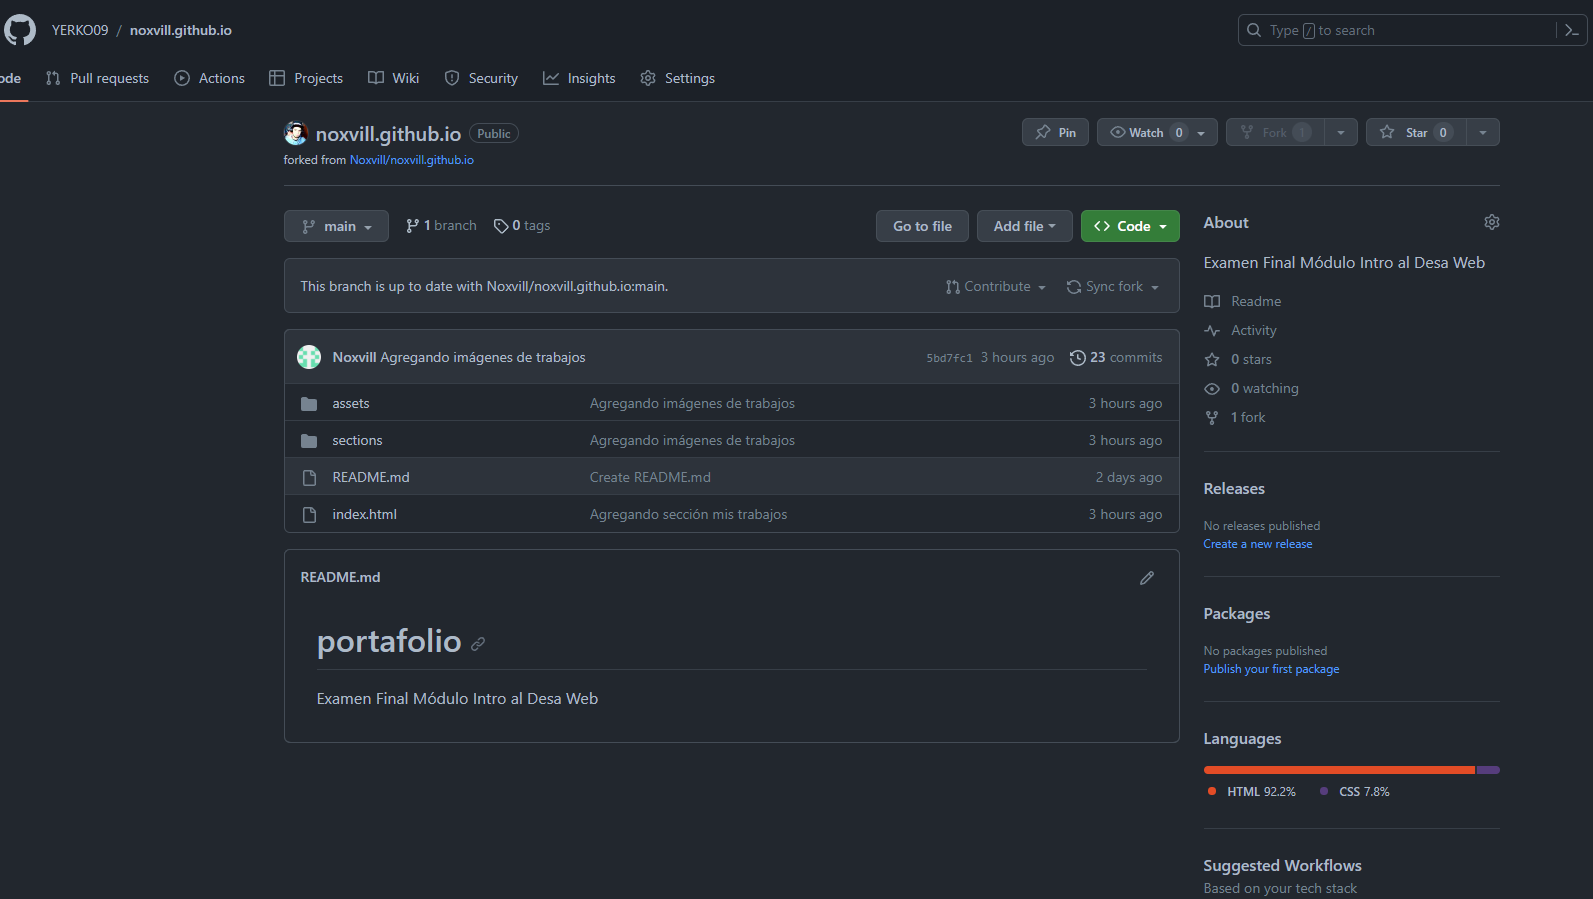 YERKO09 / noxvill.github.io
Type / to search
ode Pull requests Actions Projects Wiki Security Insights Settings
noxvill.github.io Public
Pin Watch 0 Fork 1 Star 0
forked from Noxvill/noxvill.github.io
main 1 branch 0 tags Go to file Add file Code
This branch is up to date with Noxvill/noxvill.github.io:main. Contribute Sync fork
Noxvill Agregando imágenes de trabajos 5bd7fc1 3 hours ago 23 commits
assets Agregando imágenes de trabajos 3 hours ago
sections Agregando imágenes de trabajos 3 hours ago
README.md Create README.md 2 days ago
index.html Agregando sección mis trabajos 3 hours ago
README.md
portafolio
Examen Final Módulo Intro al Desa Web
About
Examen Final Módulo Intro al Desa Web
Readme
Activity
0 stars
0 watching
1 fork
Releases
No releases published
Create a new release
Packages
No packages published
Publish your first package
Languages
HTML 92.2% CSS 7.8%
Suggested Workflows
Based on your tech stack